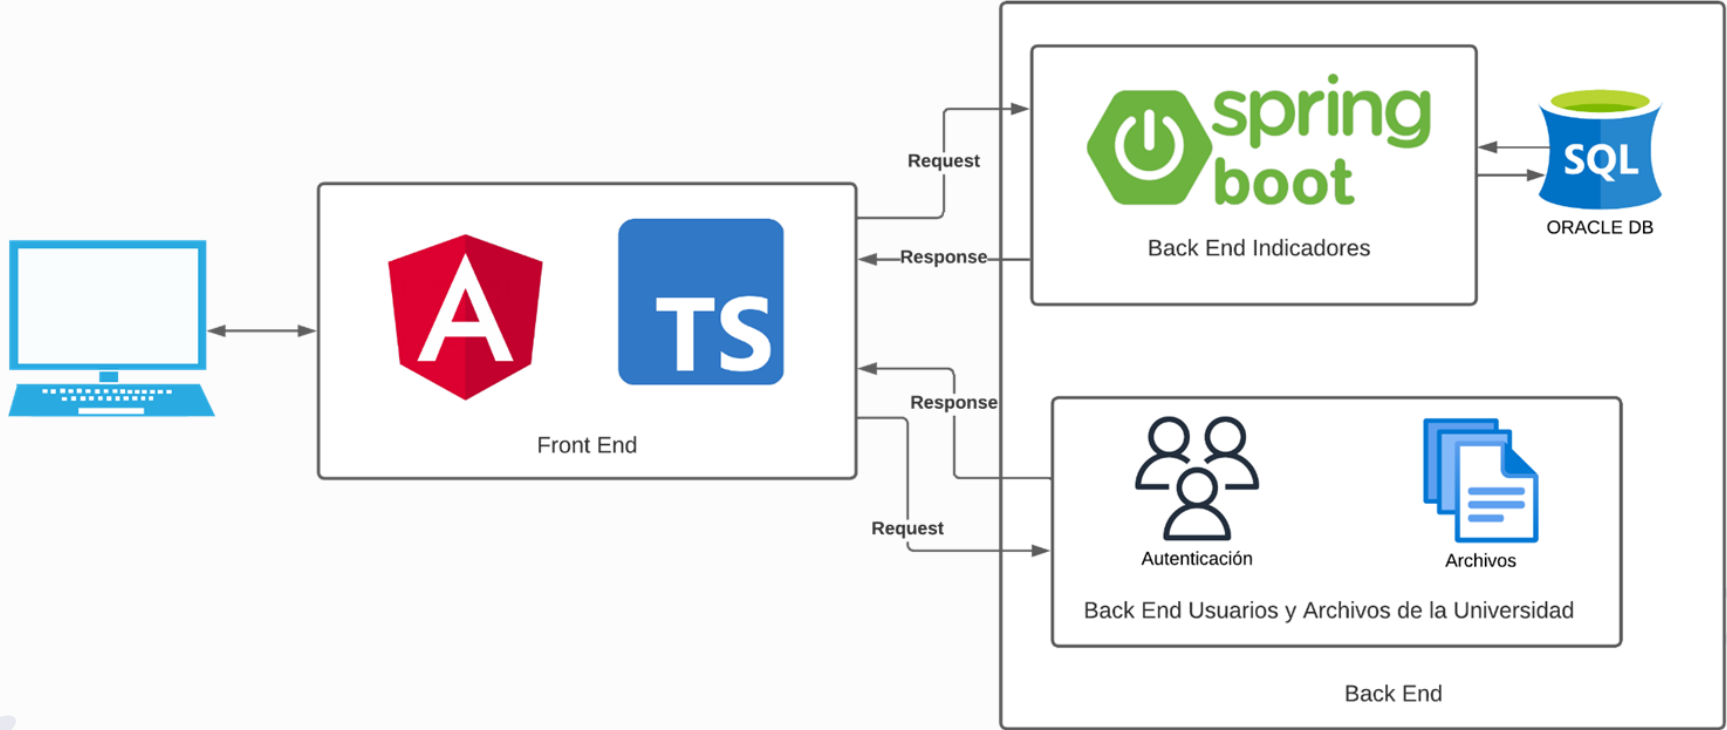 Request
spring
boot
SQL
ORACLE DB
Back End Indicadores
Response
A
TS
Front End
Response
Request
Autenticación
Archivos
Back End Usuarios y Archivos de la Universidad
Back End